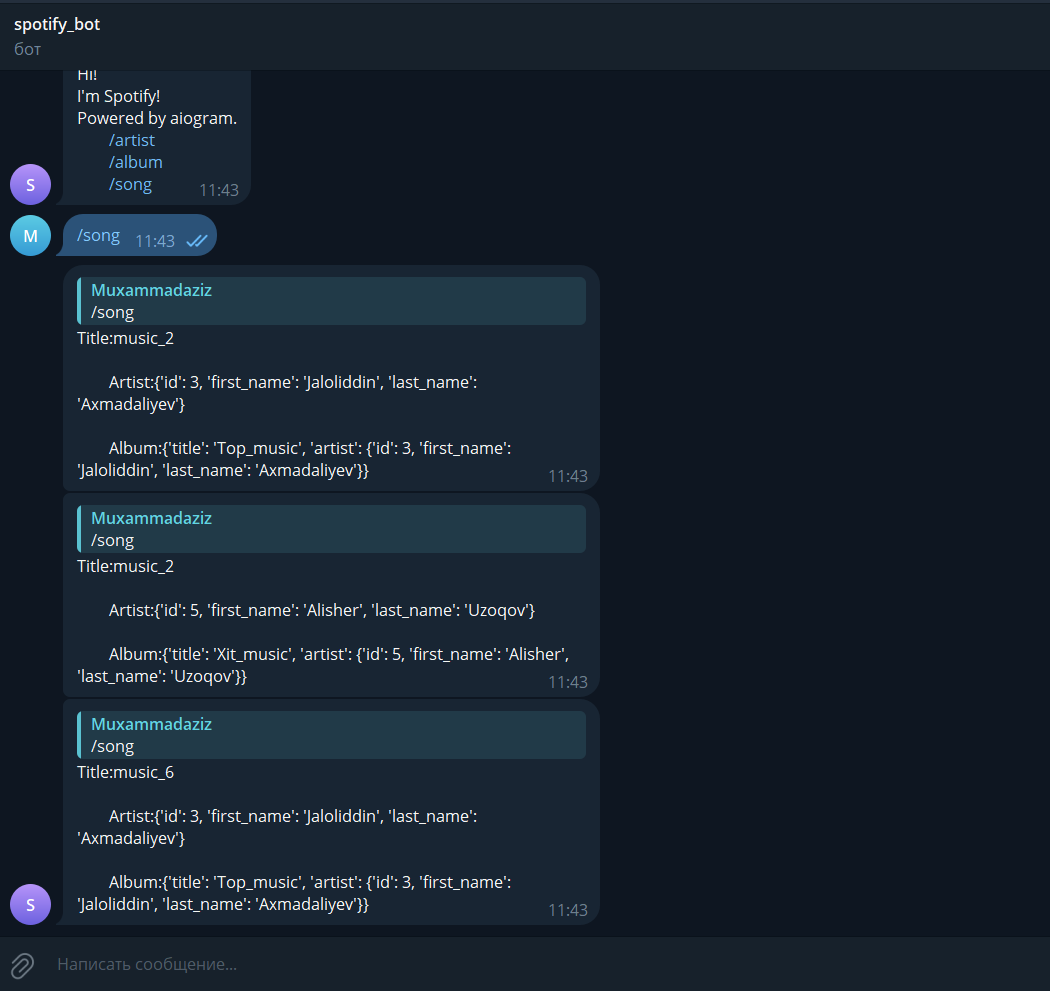 spotify_bot
бот
Hi!
I'm Spotify!
Powered by aiogram.
/artist
/album
/song
11:43
S
M
/song
11:43
Muxammadaziz
/song
Title:music_2
Artist:{'id': 3, 'first_name': 'Jaloliddin', 'last_name':
'Axmadaliyev'}
Album:{'title': 'Top_music', 'artist': {'id': 3, 'first_name':
'Jaloliddin', 'last_name': 'Axmadaliyev'}}
11:43
Muxammadaziz
/song
Title:music_2
Artist:{'id': 5, 'first_name': 'Alisher', 'last_name': 'Uzoqov'}
Album:{'title': 'Xit_music', 'artist': {'id': 5, 'first_name': 'Alisher',
'last_name': 'Uzoqov'}}
11:43
Muxammadaziz
/song
Title:music_6
Artist:{'id': 3, 'first_name': 'Jaloliddin', 'last_name':
'Axmadaliyev'}
Album:{'title': 'Top_music', 'artist': {'id': 3, 'first_name':
'Jaloliddin', 'last_name': 'Axmadaliyev'}}
11:43
S
Написать сообщение...